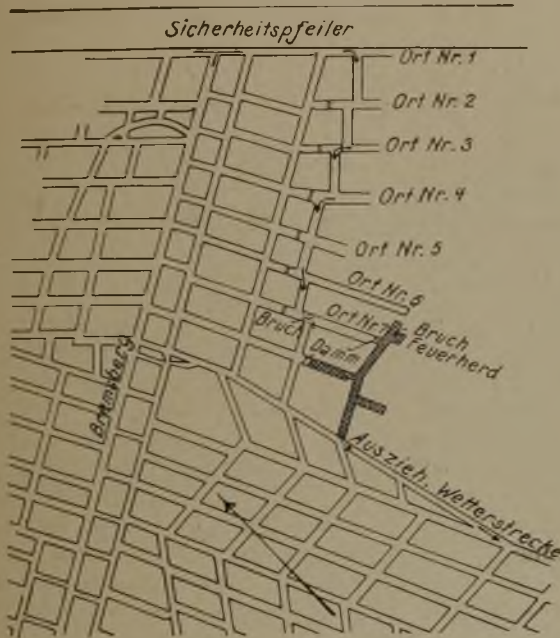 Sicherheitspfeiler
Ort Nr. 1
Ort Nr. 2
Ort Nr. 3
Ort Nr. 4
Ort Nr. 5
Ort Nr. 6
Ort Nr. 7
Bruch
Bruch
Feuerherd
Damm
Bremsberg
Auszieh. Wetterstrecke